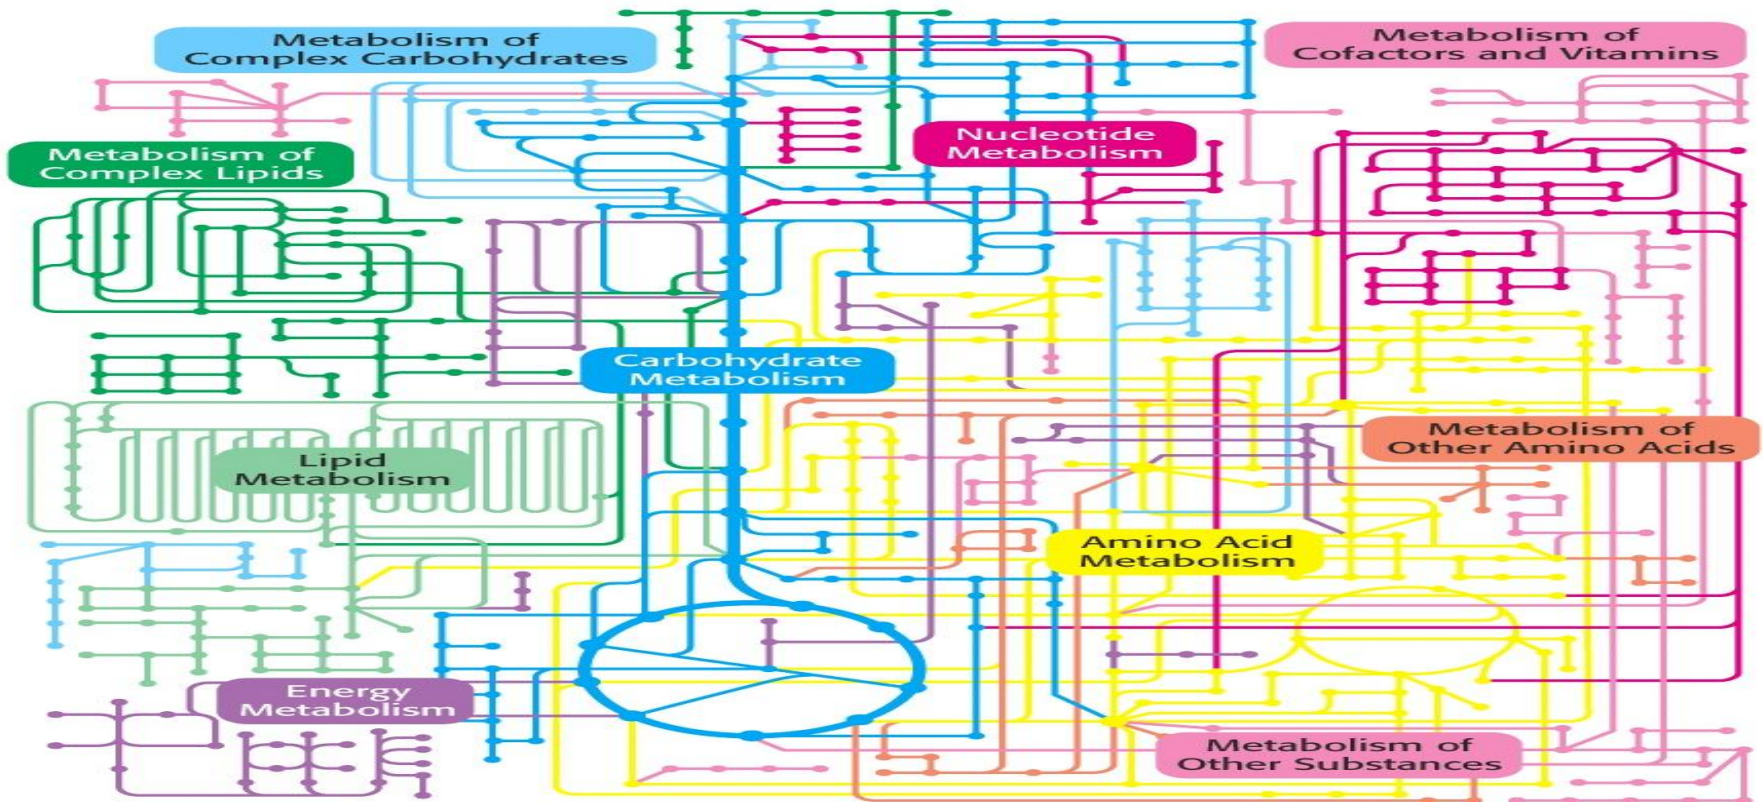 Metabolism of
Complex Carbohydrates
Metabolism of
Cofactors and Vitamins
Nucleotide
Metabolism
Metabolism of
Complex Lipids
Carbohydrate
Metabolism
Metabolism of
Other Amino Acids
Lipid
Metabolism
Amino Acid
Metabolism
Energy
Metabolism
Metabolism of
Other Substances